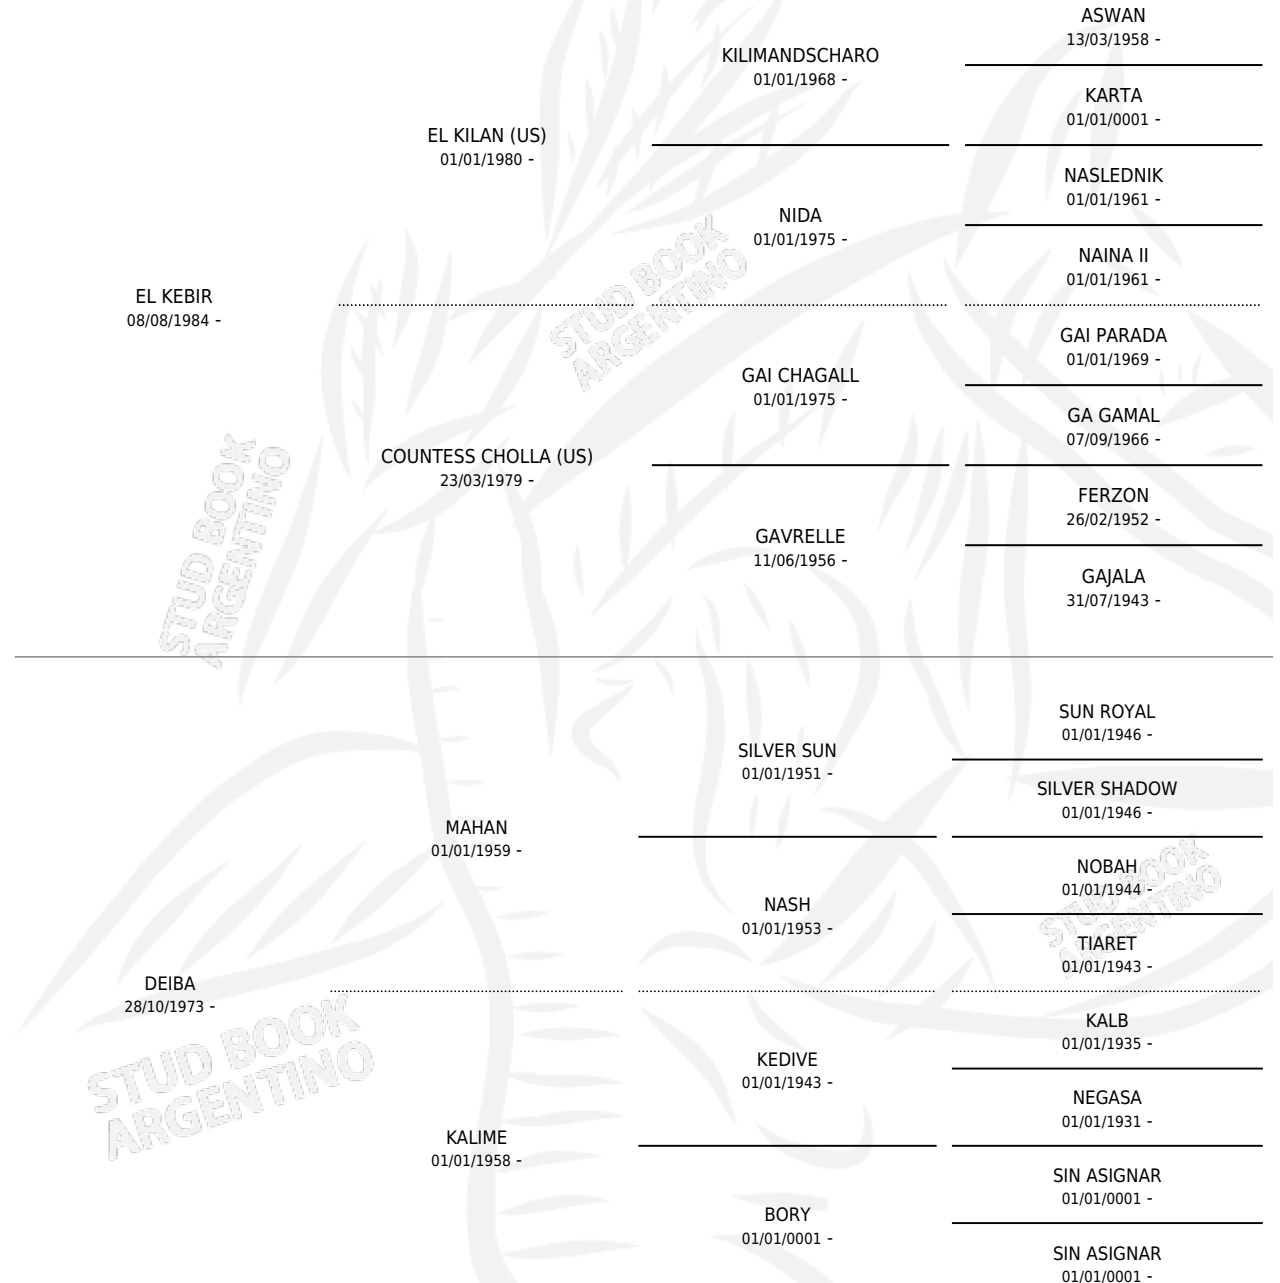 ASWAN
13/03/1958 -
KILIMANDSCHARO
01/01/1968 -
KARTA
01/01/0001 -
EL KILAN (US)
01/01/1980 -
NASLEDNIK
01/01/1961 -
NIDA
01/01/1975 -
NAINA II
01/01/1961 -
EL KEBIR
08/08/1984 -
STUD BOOK
ARGENTINO
GAI PARADA
01/01/1969 -
GAI CHAGALL
01/01/1975 -
GA GAMAL
07/09/1966 -
COUNTESS CHOLLA (US)
23/03/1979 -
FERZON
26/02/1952 -
GAVRELLE
11/06/1956 -
GAJALA
31/07/1943 -
STUD BOOK
ARGENTINO
SUN ROYAL
01/01/1946 -
SILVER SUN
01/01/1951 -
SILVER SHADOW
01/01/1946 -
MAHAN
01/01/1959 -
NOBAH
01/01/1944 -
NASH
01/01/1953 -
TIARET
01/01/1943 -
STUD BOOK
ARGENTINO
DEIBA
28/10/1973 -
KALB
01/01/1935 -
KEDIVE
01/01/1943 -
NEGASA
01/01/1931 -
STUD BOOK
ARGENTINO
KALIME
01/01/1958 -
SIN ASIGNAR
01/01/0001 -
BORY
01/01/0001 -
SIN ASIGNAR
01/01/0001 -